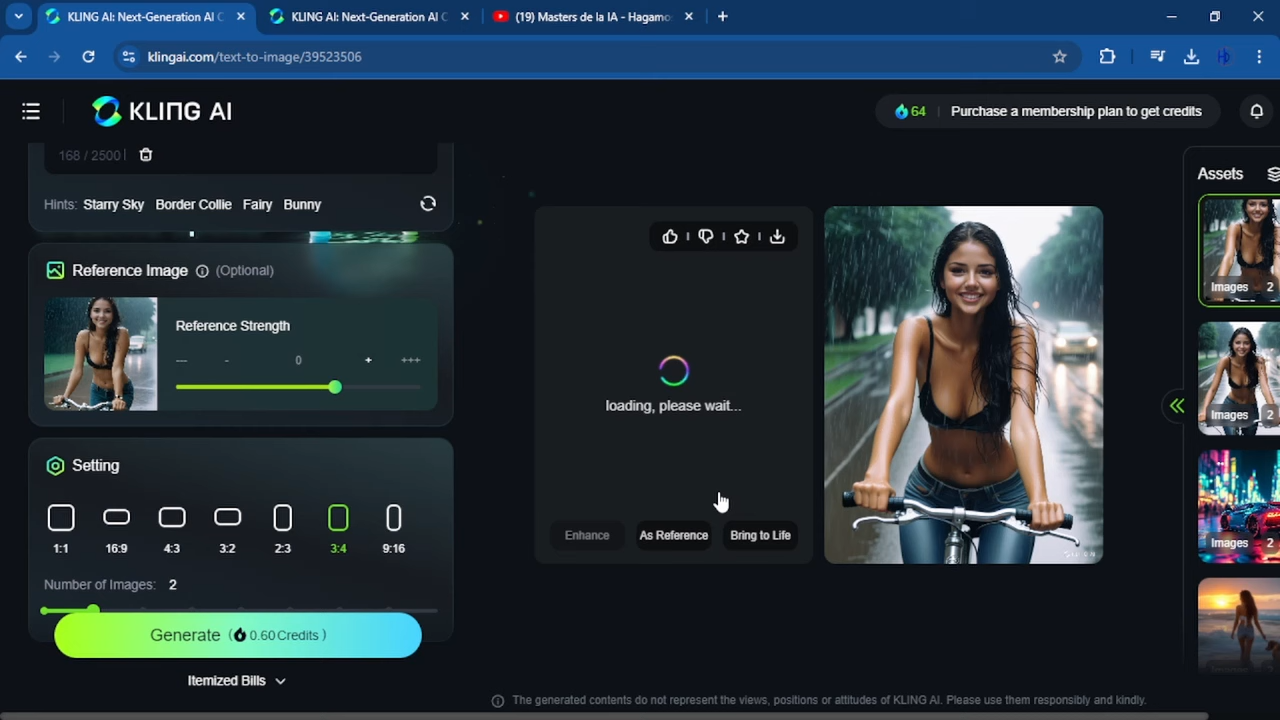 KLING AI: Next-Generation AI C
KLING AI: Next-Generation AI C
(19) Masters de la IA - Hagamo
klingai.com/text-to-image/39523506
KLING AI
64
Purchase a membership plan to get credits
168 / 2500
Hints: Starry Sky Border Collie Fairy Bunny
Reference Image (Optional)
Reference Strength
--- - 0 + +++
Setting
1:1 16:9 4:3 2:3 3:2 3:4 9:16
Number of Images: 2
Generate ( 0.60 Credits )
Itemized Bills
loading, please wait...
Enhance As Reference Bring to Life
Assets
Images 2
Images 2
Images 2
The generated contents do not represent the views, positions or attitudes of KLING AI. Please use them responsibly and kindly.